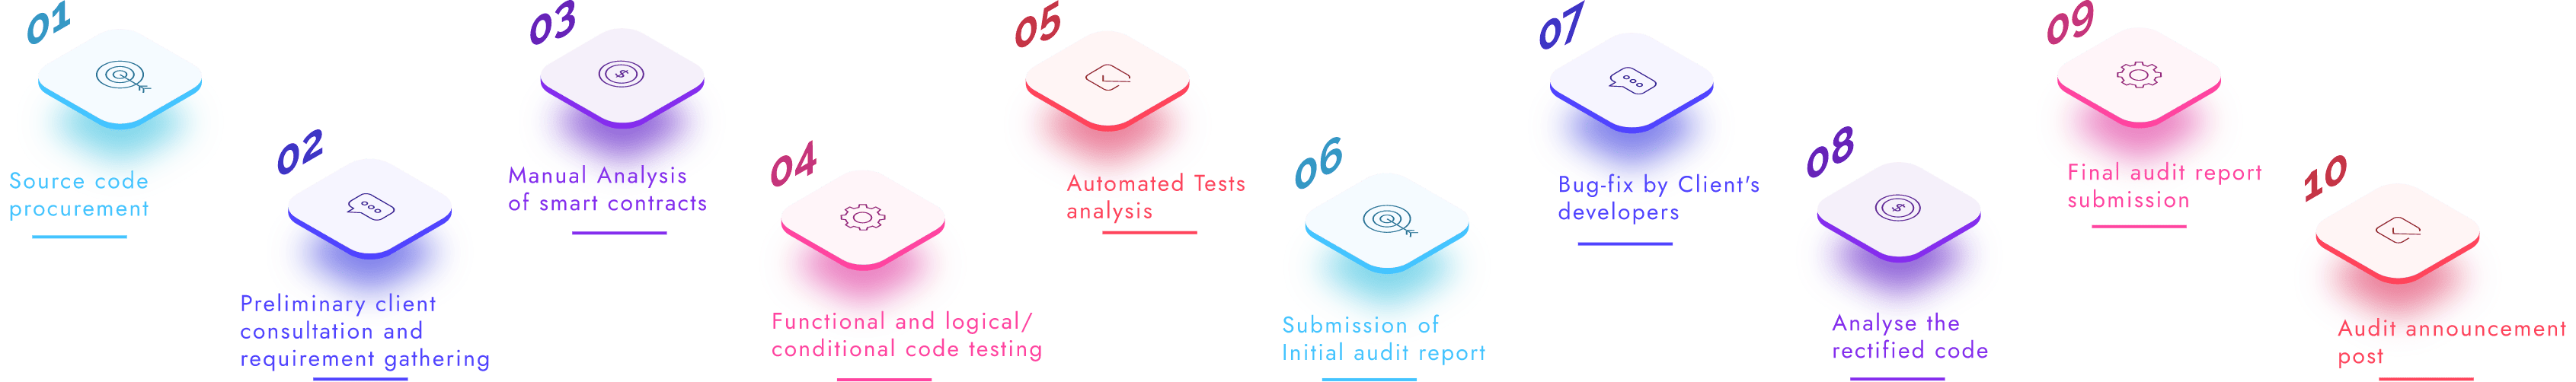 01
Source code
procurement
02
Preliminary client
consultation and
requirement gathering
03
Manual Analysis
of smart contracts
04
Functional and logical/
conditional code testing
05
Automated Tests
analysis
06
Submission of
Initial audit report
07
Bug-fix by Client's
developers
08
Analyse the
rectified code
09
Final audit report
submission
10
Audit announcement
post